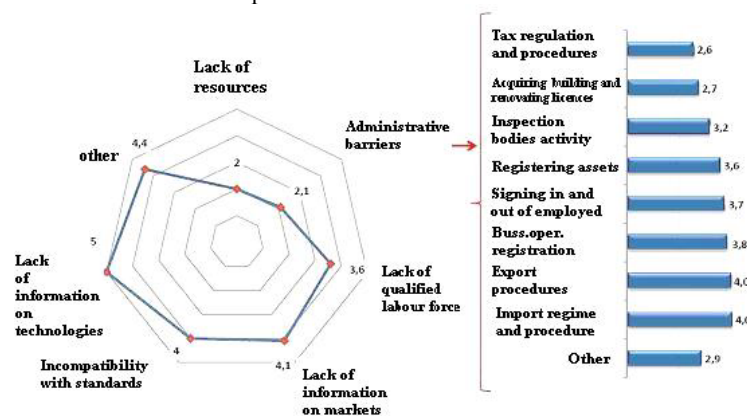 Lack of
resources
2
Administrative
barriers
2,1
Lack of
qualified
labour force
3,6
Lack of
information
on markets
4,1
Incompatibility
with standards
4
Lack
of
information
on
technologies
5
other
4,4
Tax regulation
and procedures
2,6
Acquiring building and
renovating licences
2,7
Inspection
bodies activity
3,2
Registering assets
3,6
Signing in and
out of employed
3,7
Buss.oper.
registration
3,8
Export
procedures
4,0
Import regime
and procedure
4,0
Other
2,9